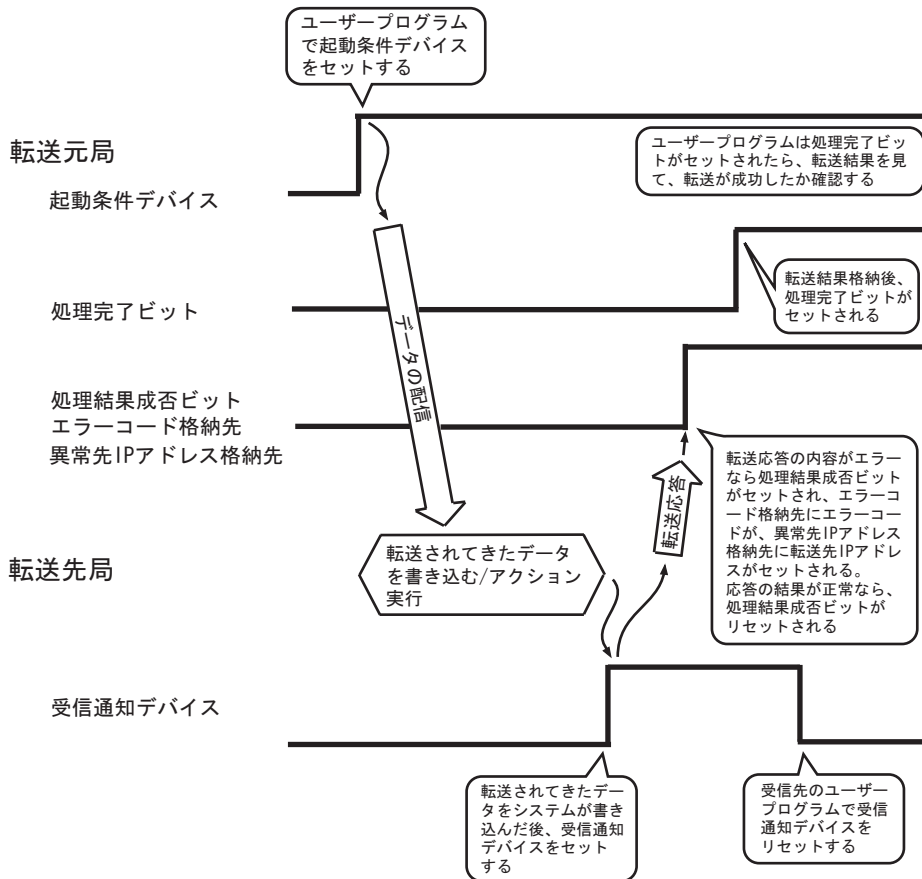 ユーザープログラム
で起動条件デバイス
をセットする
転送元局
ユーザープログラムは処理完了ビッ
トがセットされたら、転送結果を見
て、転送が成功したか確認する
起動条件デバイス
転送結果格納後、
処理完了ビットが
セットされる
処理完了ビット
データの配信
処理結果成否ビット
エラーコード格納先
異常先IPアドレス格納先
転送応答
転送応答の内容がエラー
なら処理結果成否ビット
がセットされ、エラーコ
ード格納先にエラーコー
ドが、異常先IPアドレス
格納先に転送先IPアドレ
スがセットされる。
応答の結果が正常なら、
処理結果成否ビットが
リセットされる
転送先局
転送されてきたデータ
を書き込む/アクション
実行
受信通知デバイス
転送されてきたデー
タをシステムが書き
込んだ後、受信通知
デバイスをセット
する
受信先のユーザー
プログラムで受信
通知デバイスを
リセットする